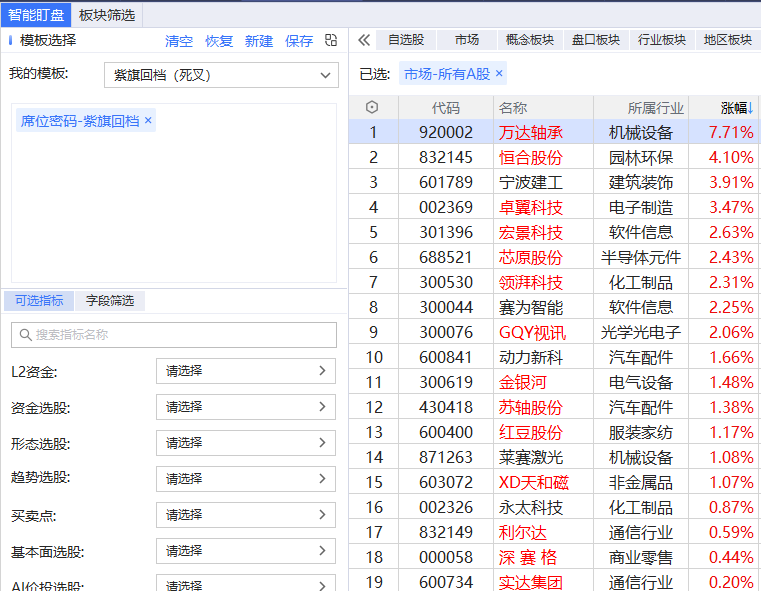 智能盯盘 板块筛选
模板选择 清空 恢复 新建 保存
我的模板: 紫旗回档（死叉）
席位密码-紫旗回档 ×
可选指标 字段筛选
搜索指标名称
L2资金: 请选择
资金选股: 请选择
形态选股: 请选择
趋势选股: 请选择
买卖点: 请选择
基本面选股: 请选择
AI价投选股: 请选择
自选股 市场 概念板块 盘口板块 行业板块 地区板块
已选: 市场-所有A股 ×
代码 名称 所属行业 涨幅↓
1 920002 万达轴承 机械设备 7.71%
2 832145 恒合股份 园林环保 4.10%
3 601789 宁波建工 建筑装饰 3.91%
4 002369 卓翼科技 电子制造 3.47%
5 301396 宏景科技 软件信息 2.63%
6 688521 芯原股份 半导体元件 2.43%
7 300530 领湃科技 化工制品 2.31%
8 300044 赛为智能 软件信息 2.25%
9 300076 GQY视讯 光学光电子 2.06%
10 600841 动力新科 汽车配件 1.66%
11 300619 金银河 电气设备 1.48%
12 430418 苏轴股份 汽车配件 1.38%
13 600400 红豆股份 服装家纺 1.17%
14 871263 莱赛激光 机械设备 1.08%
15 603072 XD天和磁 非金属品 1.07%
16 002326 永太科技 化工制品 0.87%
17 832149 利尔达 通信行业 0.59%
18 000058 深 赛 格 商业零售 0.44%
19 600734 实达集团 通信行业 0.20%